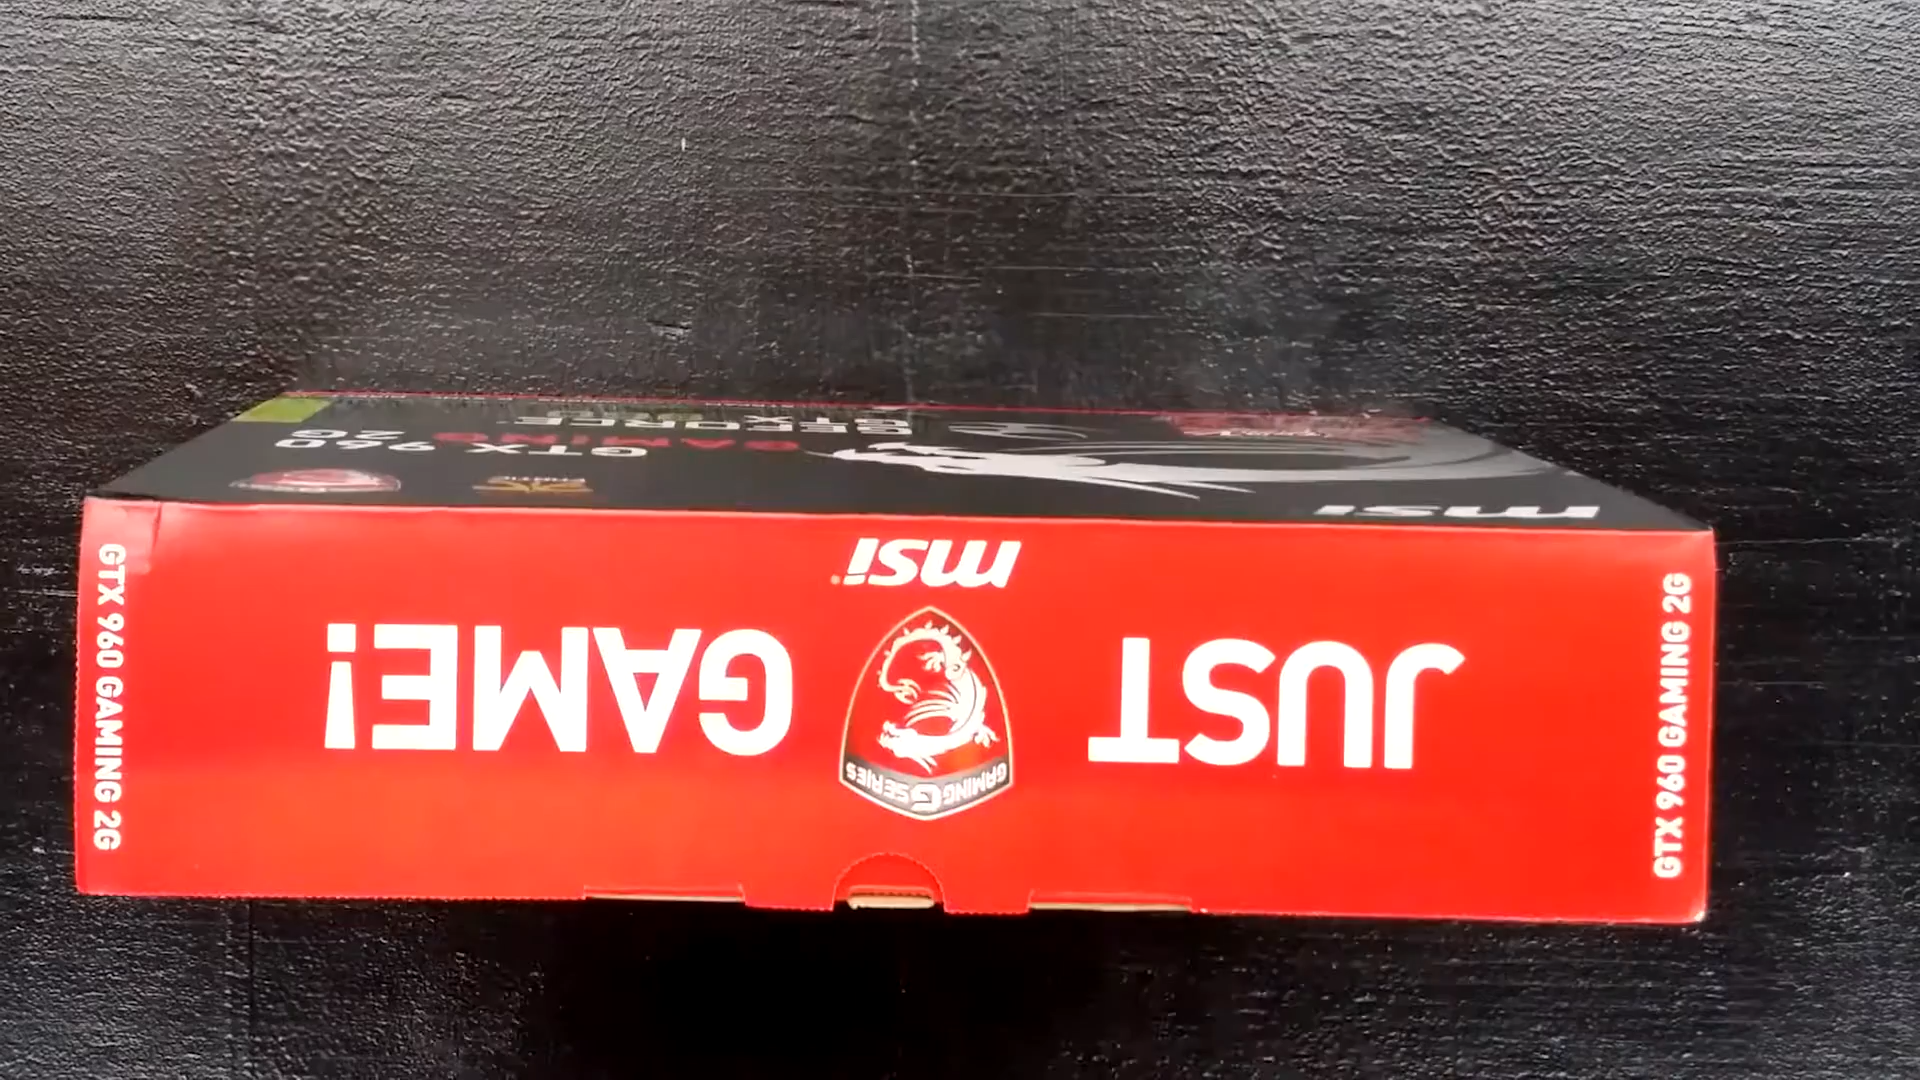 msi
JUST GAME!
GAMING G SERIES
GTX 960 GAMING 2G
GTX 960 GAMING 2G
msi
GEFORCE
GTX
GAMING
GTX 960
2G